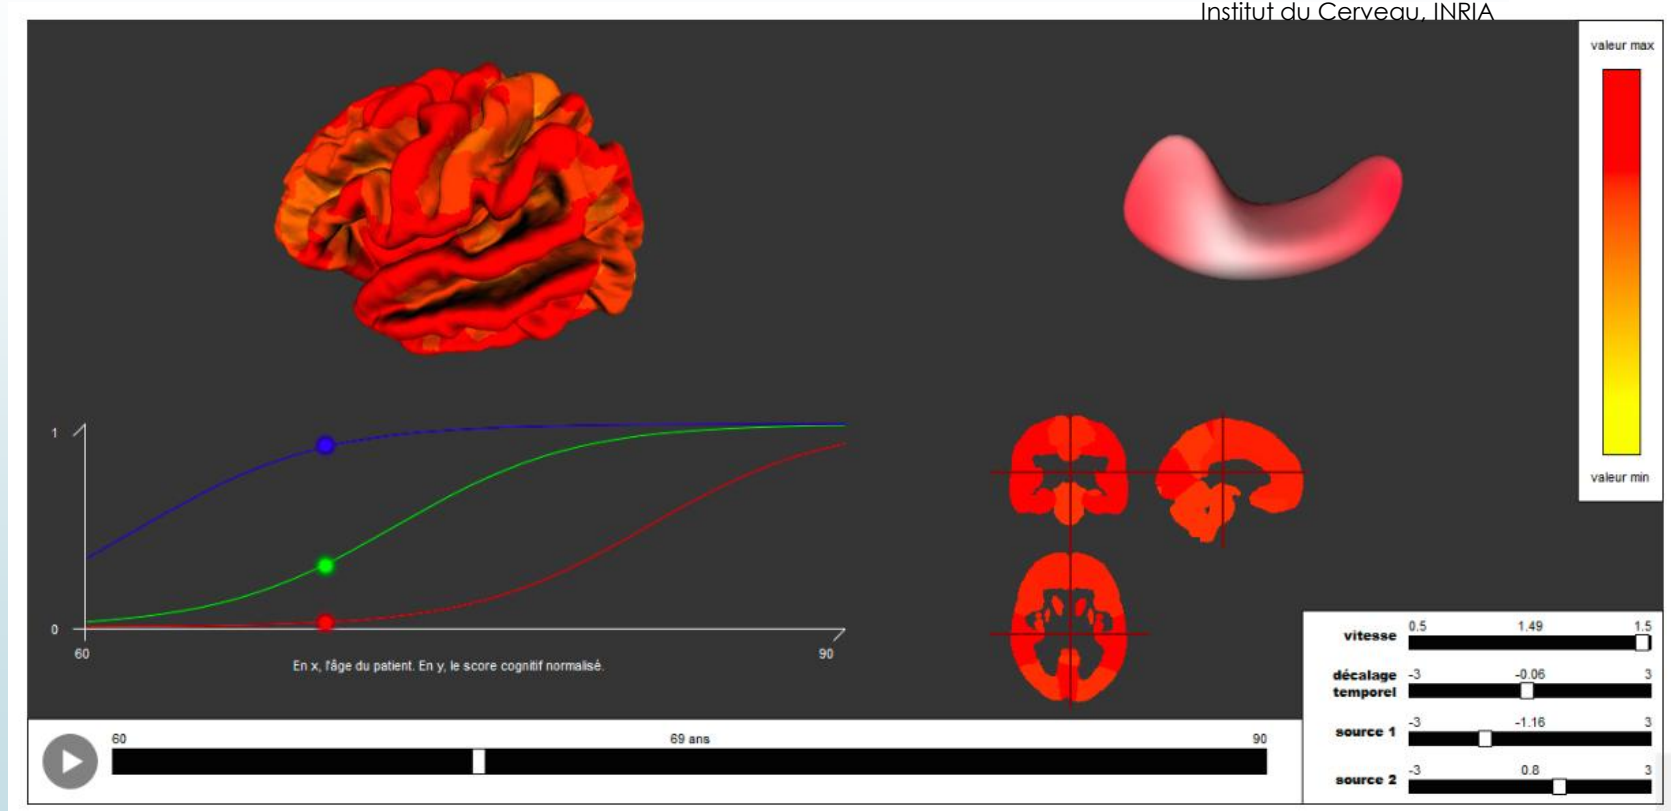 Institut du Cerveau, INRIA
valeur max
valeur min
1
0
60
90
En x, l'âge du patient. En y, le score cognitif normalisé.
60
69 ans
90
vitesse
0.5
1.49
1.5
décalage
temporel
-3
-0.06
3
source 1
-3
-1.16
3
source 2
-3
0.8
3